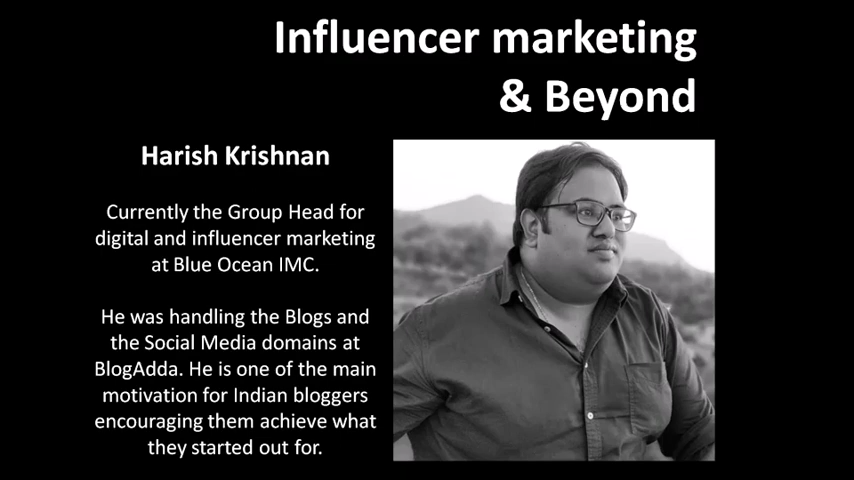 Influencer marketing
& Beyond
Harish Krishnan
Currently the Group Head for
digital and influencer marketing
at Blue Ocean IMC.
He was handling the Blogs and
the Social Media domains at
BlogAdda. He is one of the main
motivation for Indian bloggers
encouraging them achieve what
they started out for.